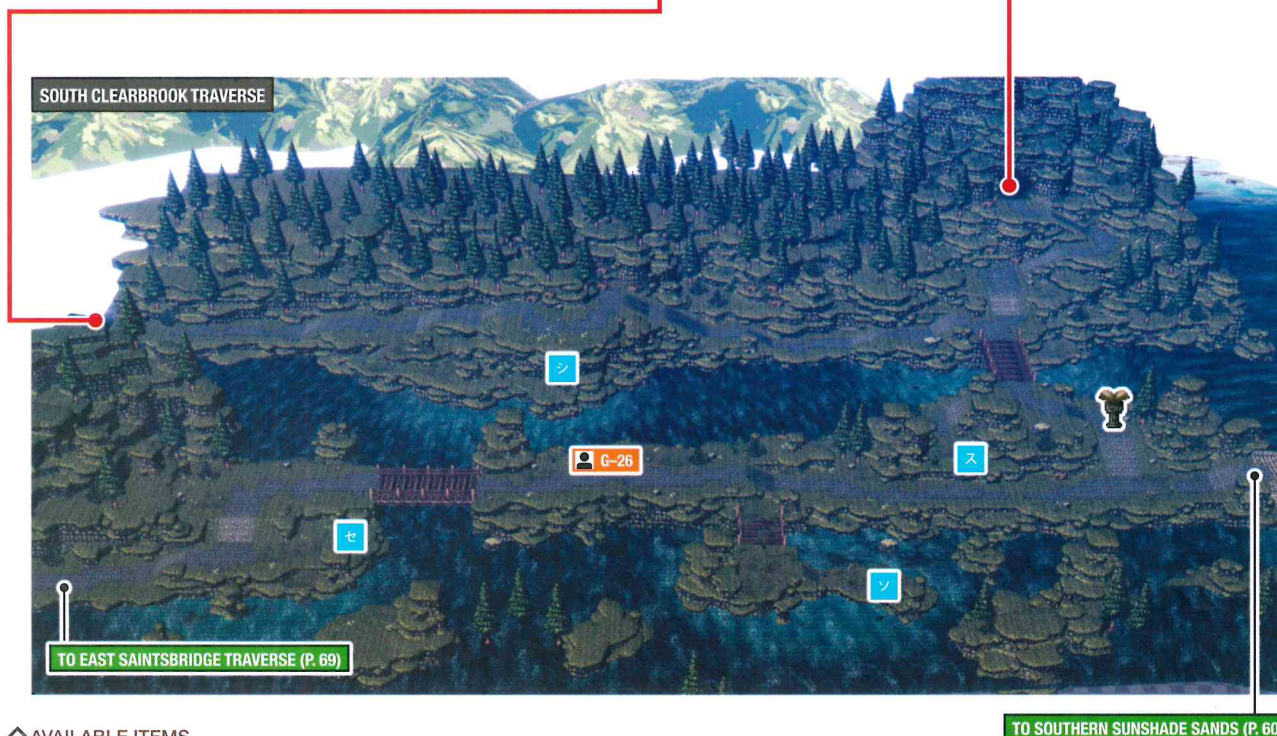 SOUTH CLEARBROOK TRAVERSE
シ
G-26
ス
セ
ソ
TO EAST SAINTSBRIDGE TRAVERSE (P. 69)
TO SOUTHERN SUNSHADE SANDS (P. 60
AVAILABLE ITEMS